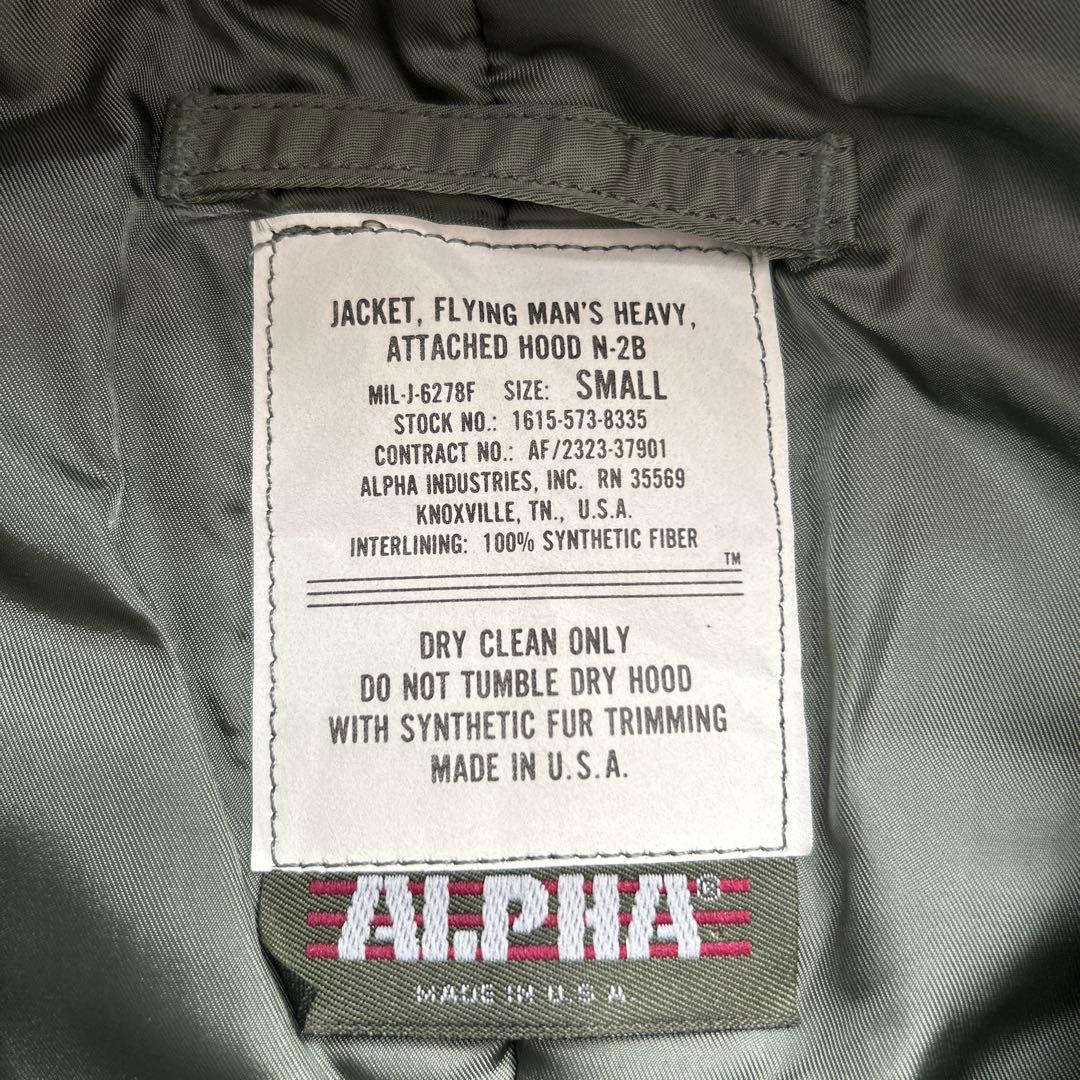 JACKET, FLYING MAN'S HEAVY,
ATTACHED HOOD N-2B
MIL-J-6278F SIZE: SMALL
STOCK NO.: 1615-573-8335
CONTRACT NO.: AF/2323-37901
ALPHA INDUSTRIES, INC. RN 35569
KNOXVILLE, TN., U.S.A.
INTERLINING: 100% SYNTHETIC FIBER
TM
DRY CLEAN ONLY
DO NOT TUMBLE DRY HOOD
WITH SYNTHETIC FUR TRIMMING
MADE IN U.S.A.
ALPHA®
MADE IN U.S.A.